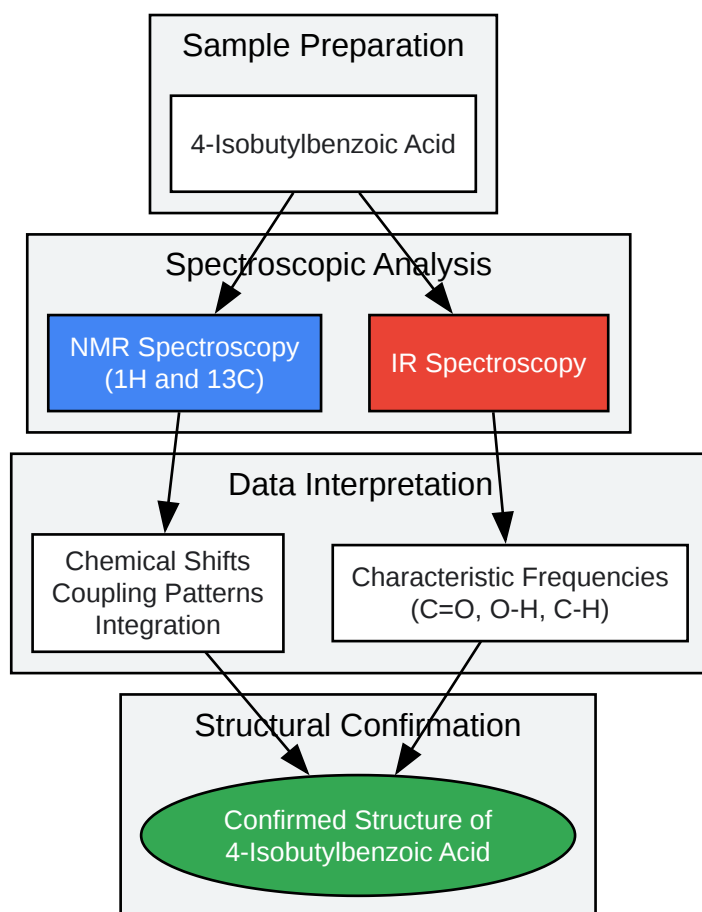 Sample Preparation
4-Isobutylbenzoic Acid
Spectroscopic Analysis
NMR Spectroscopy
(1H and 13C)
IR Spectroscopy
Data Interpretation
Chemical Shifts
Coupling Patterns
Integration
Characteristic Frequencies
(C=O, O-H, C-H)
Structural Confirmation
Confirmed Structure of
4-Isobutylbenzoic Acid